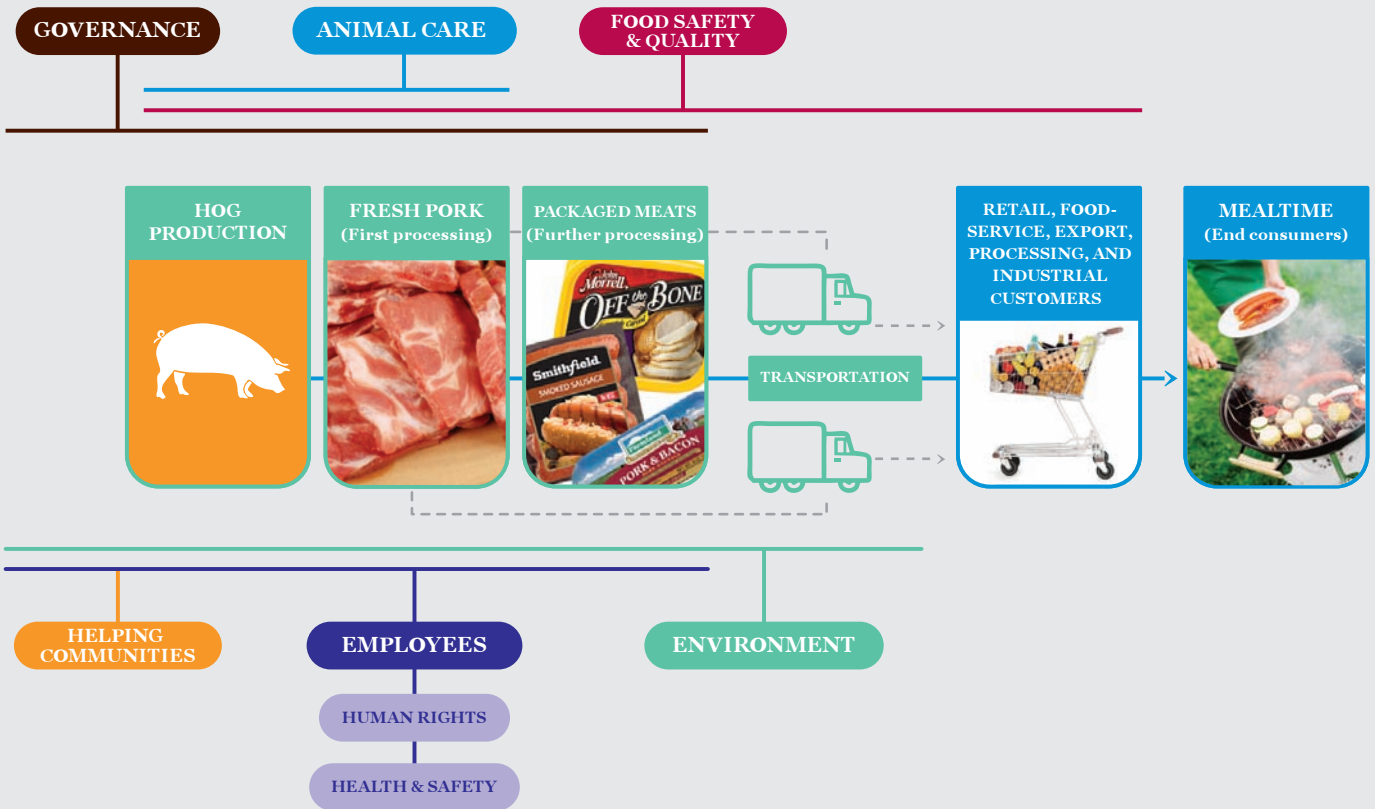 GOVERNANCE
ANIMAL CARE
FOOD SAFETY
& QUALITY
HOG
PRODUCTION
FRESH PORK
(First processing)
PACKAGED MEATS
(Further processing)
John
Morrell
OFF the BONE
Carved
Smithfield
SMOKED SAUSAGE
Farmland
PORK & BACON
TRANSPORTATION
RETAIL, FOOD-
SERVICE, EXPORT,
PROCESSING, AND
INDUSTRIAL
CUSTOMERS
MEALTIME
(End consumers)
HELPING
COMMUNITIES
EMPLOYEES
ENVIRONMENT
HUMAN RIGHTS
HEALTH & SAFETY